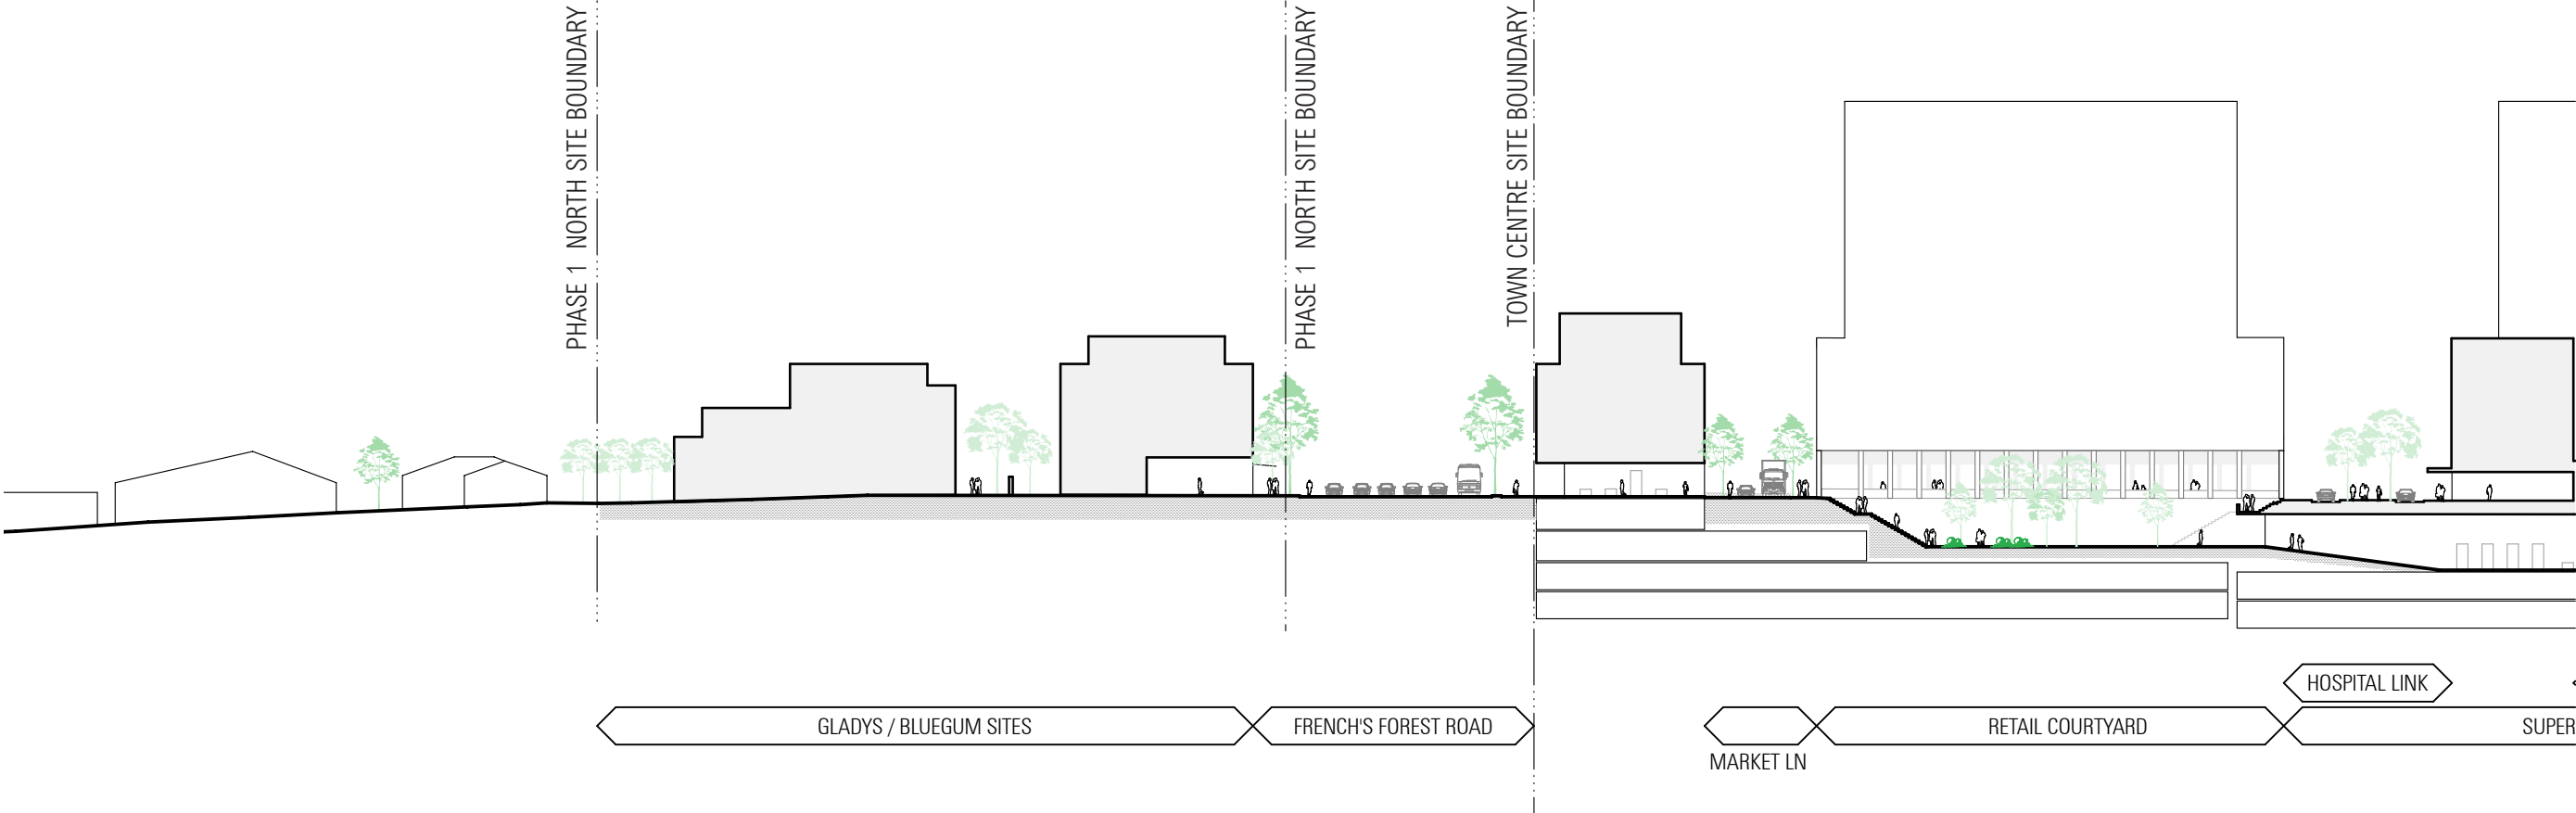 PHASE 1 NORTH SITE BOUNDARY
PHASE 1 NORTH SITE BOUNDARY
TOWN CENTRE SITE BOUNDARY
HOSPITAL LINK
GLADYS / BLUEGUM SITES
FRENCH'S FOREST ROAD
RETAIL COURTYARD
SUPER
MARKET LN